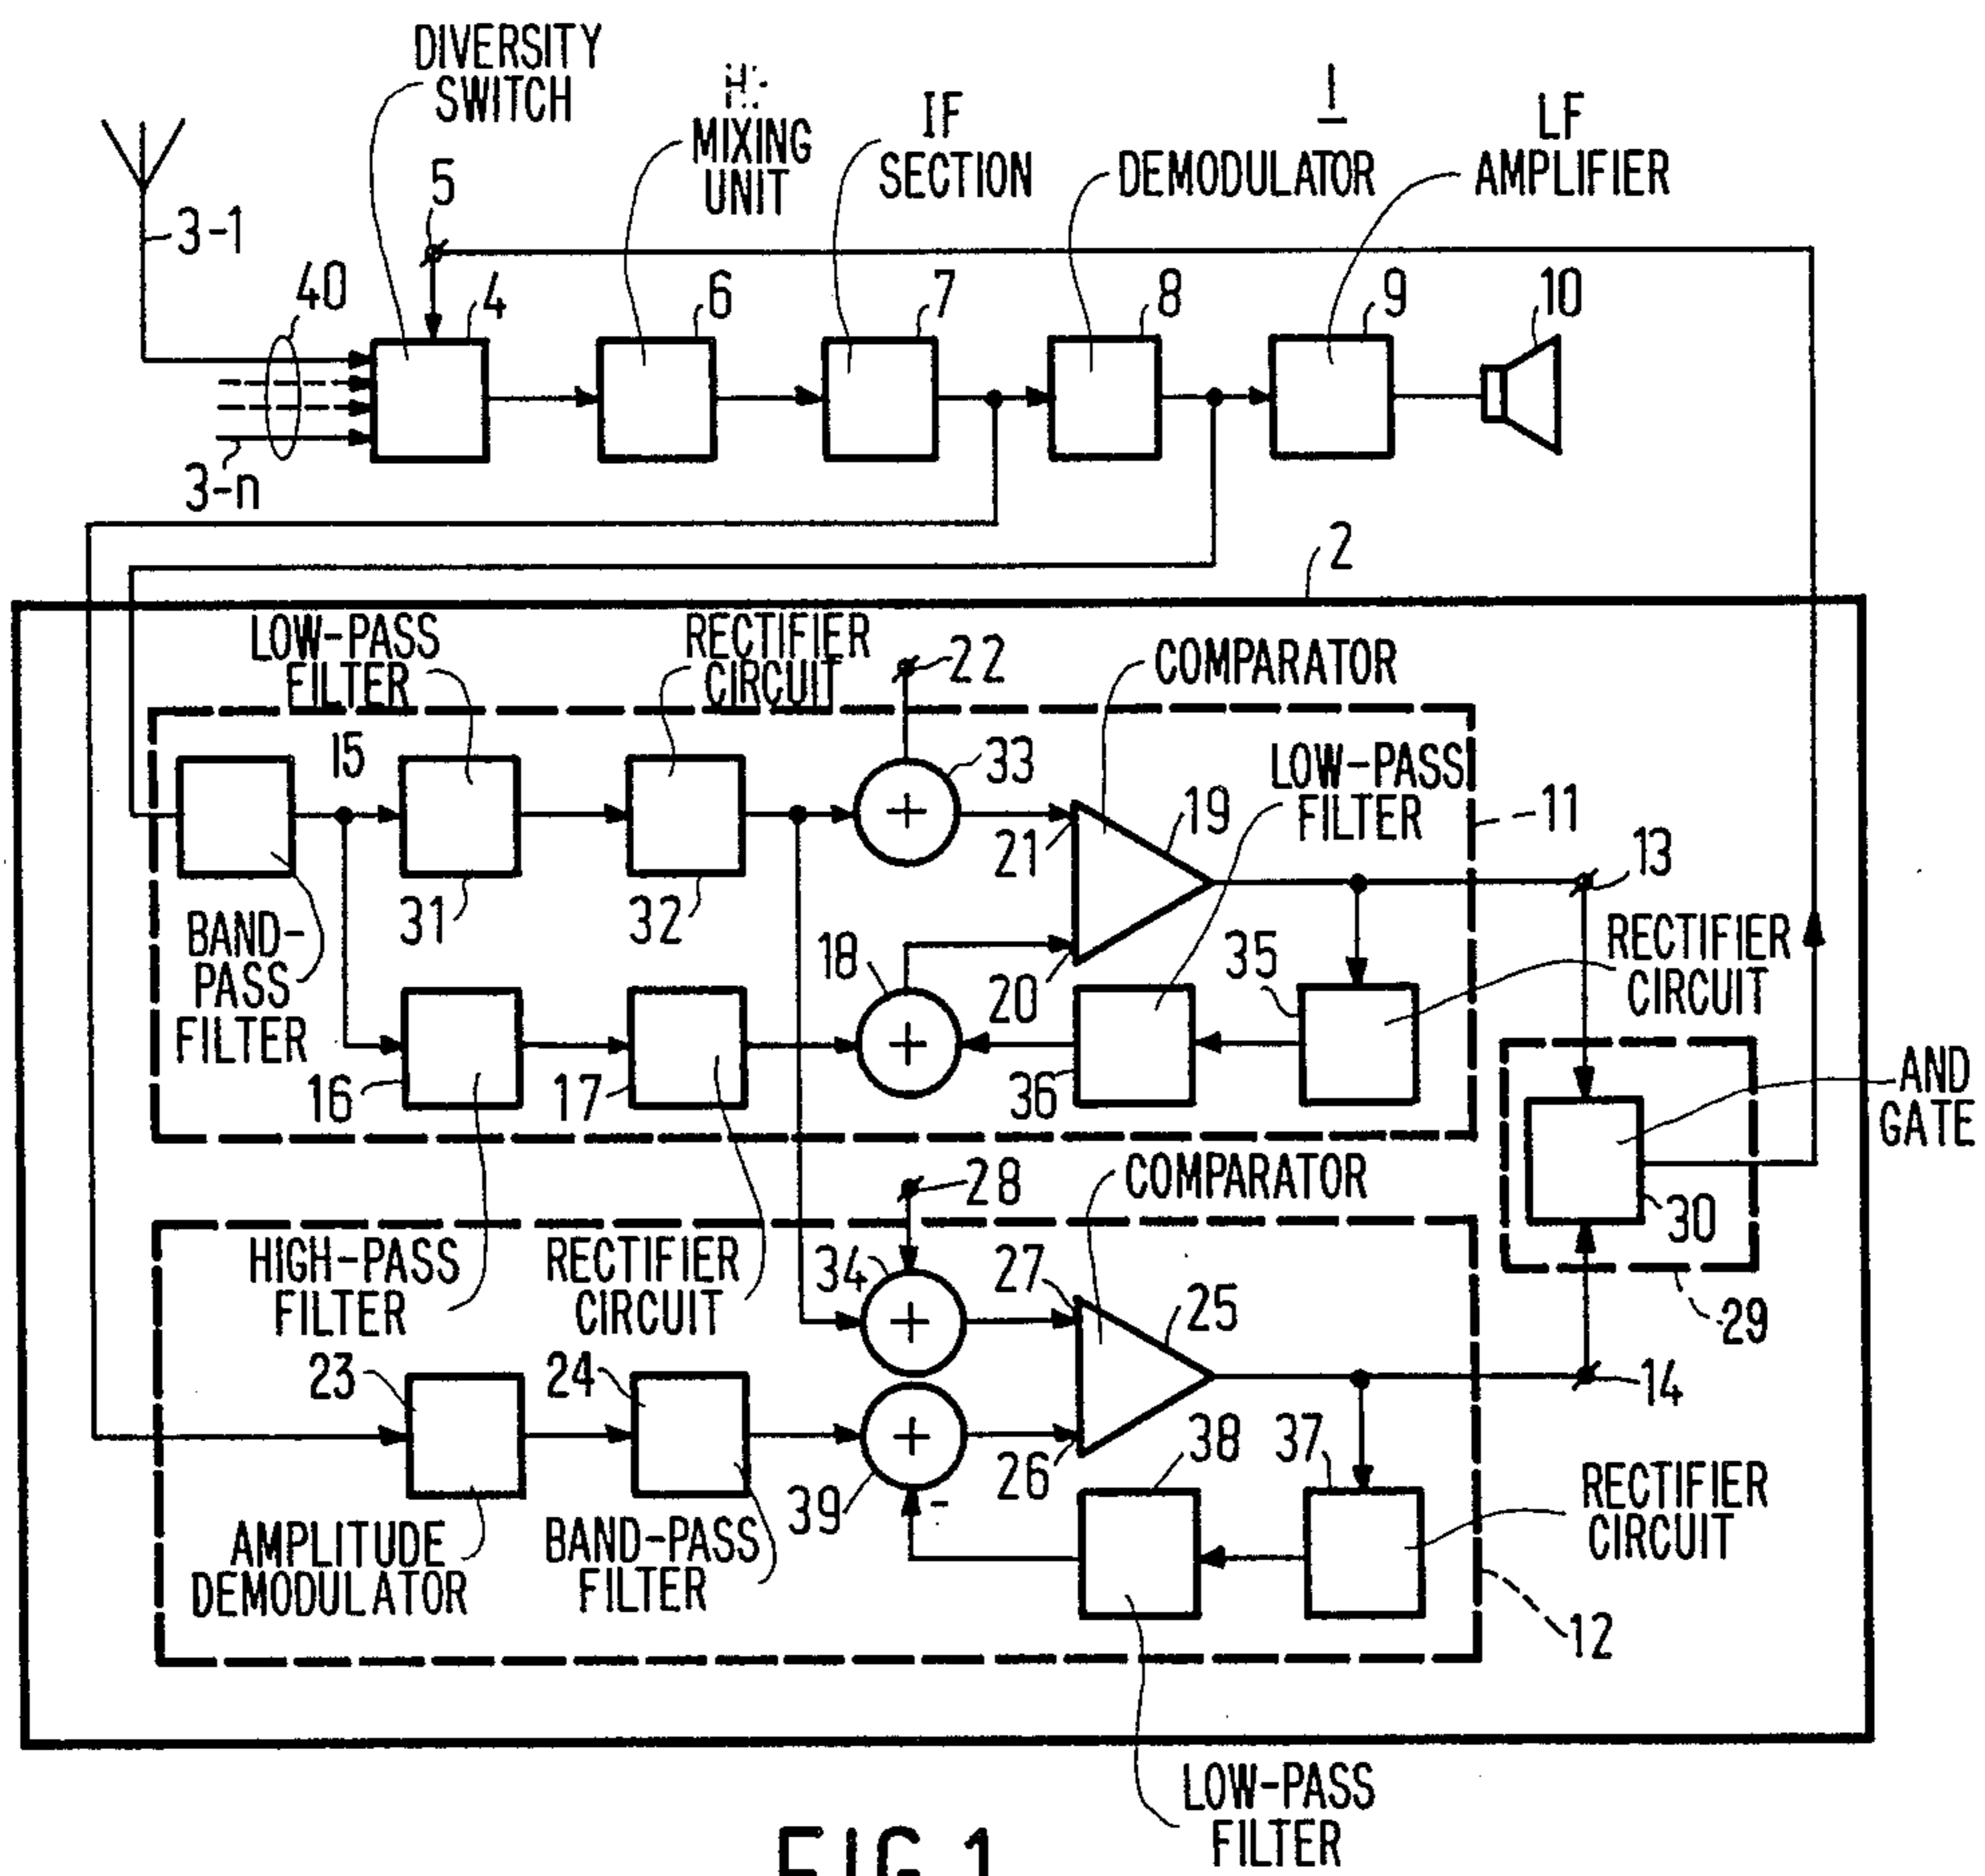 DIVERSITY
SWITCH
MIXING
UNIT
IF
SECTION
1
DEMODULATOR
LF
AMPLIFIER
3-1
5
40
4
6
7
8
9
10
3-n
2
LOW-PASS
FILTER
RECTIFIER
CIRCUIT
22
COMPARATOR
15
33
LOW-PASS
FILTER
21
19
11
13
31
32
BAND-
PASS
FILTER
18
20
35
RECTIFIER
CIRCUIT
16
17
36
AND
GATE
28
COMPARATOR
30
HIGH-PASS
FILTER
RECTIFIER
CIRCUIT
34
27
25
29
23
24
14
39
26
38
37
-
AMPLITUDE
DEMODULATOR
BAND-PASS
FILTER
RECTIFIER
CIRCUIT
12
LOW-PASS
FILTER
FIG.1